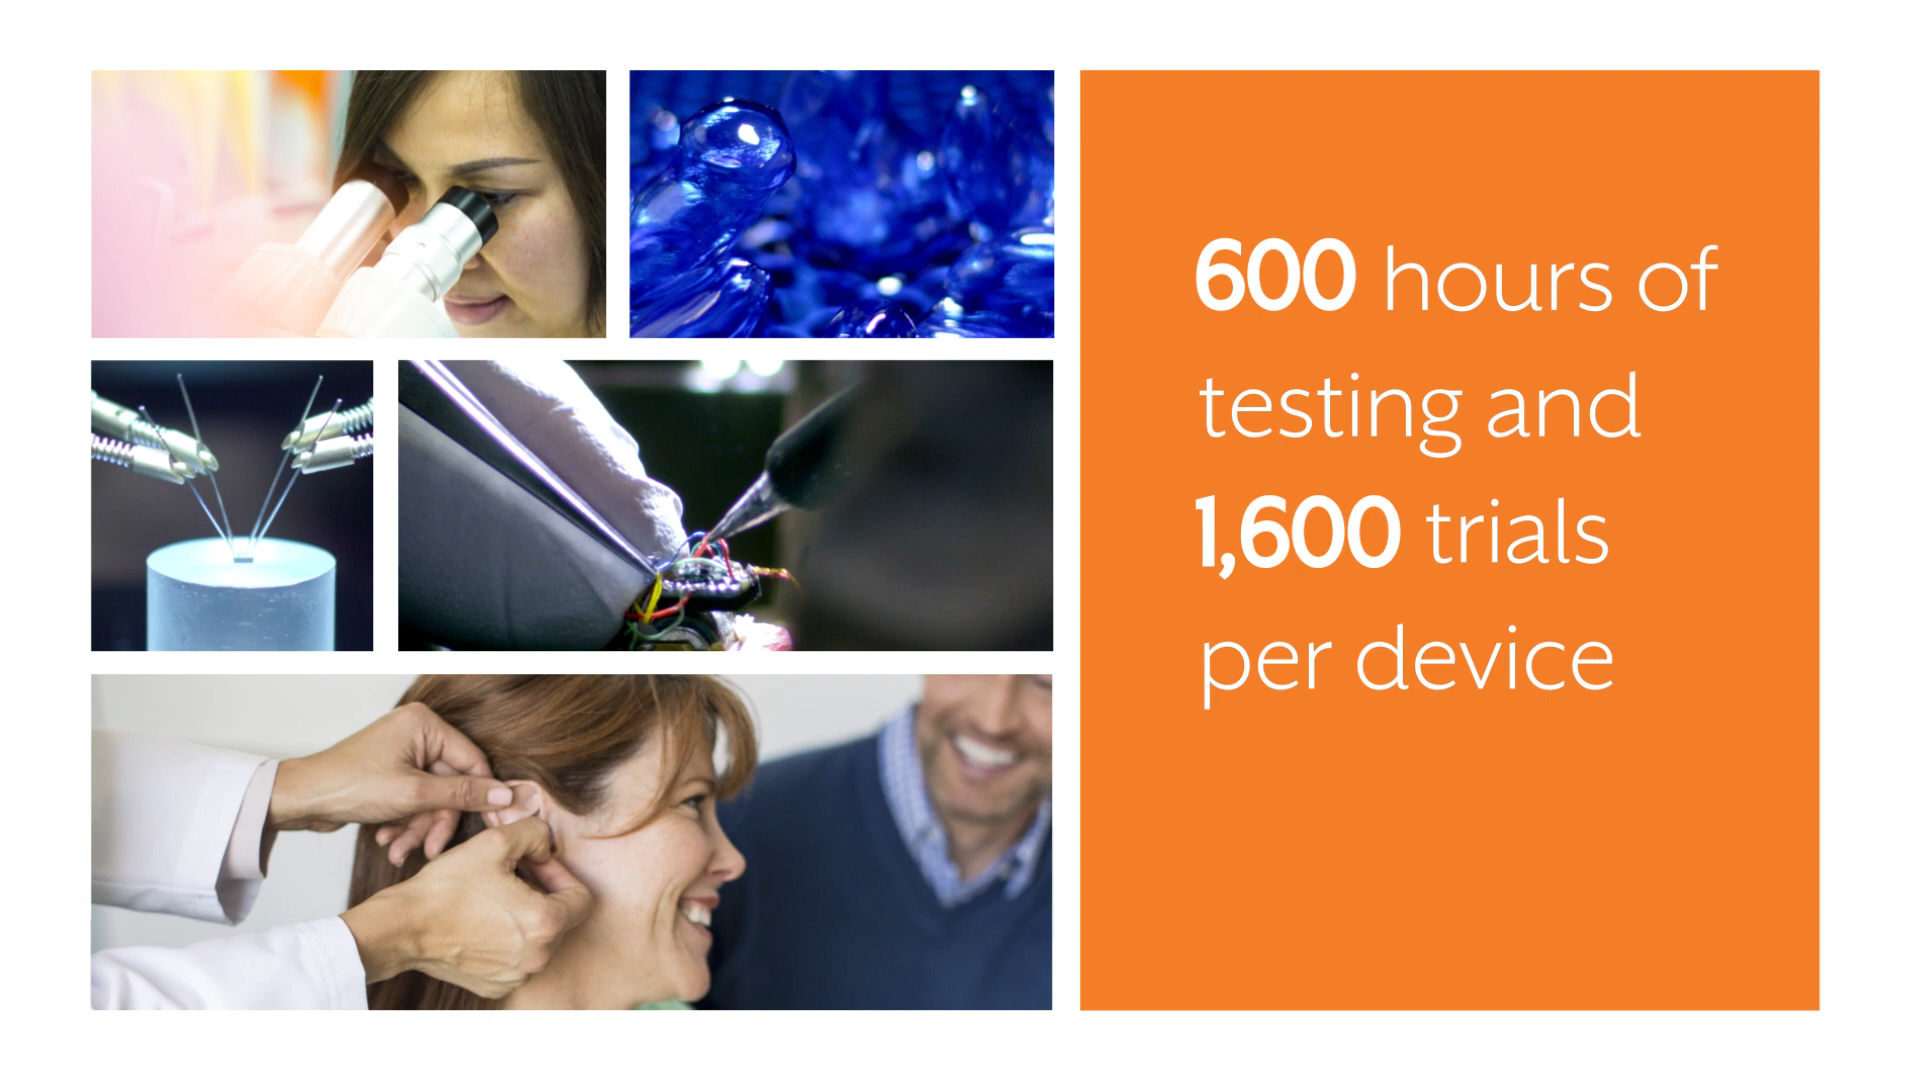 600 hours of
testing and
1,600 trials
per device